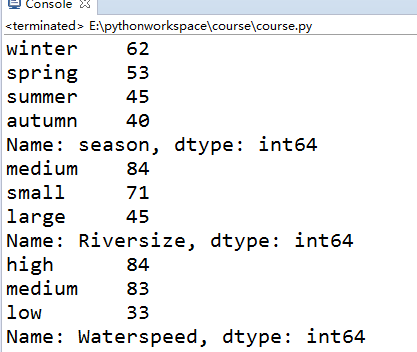 Console
<terminated> E:\pythonworkspace\course\course.py
winter 62
spring 53
summer 45
autumn 40
Name: season, dtype: int64
medium 84
small 71
large 45
Name: Riversize, dtype: int64
high 84
medium 83
low 33
Name: Waterspeed, dtype: int64